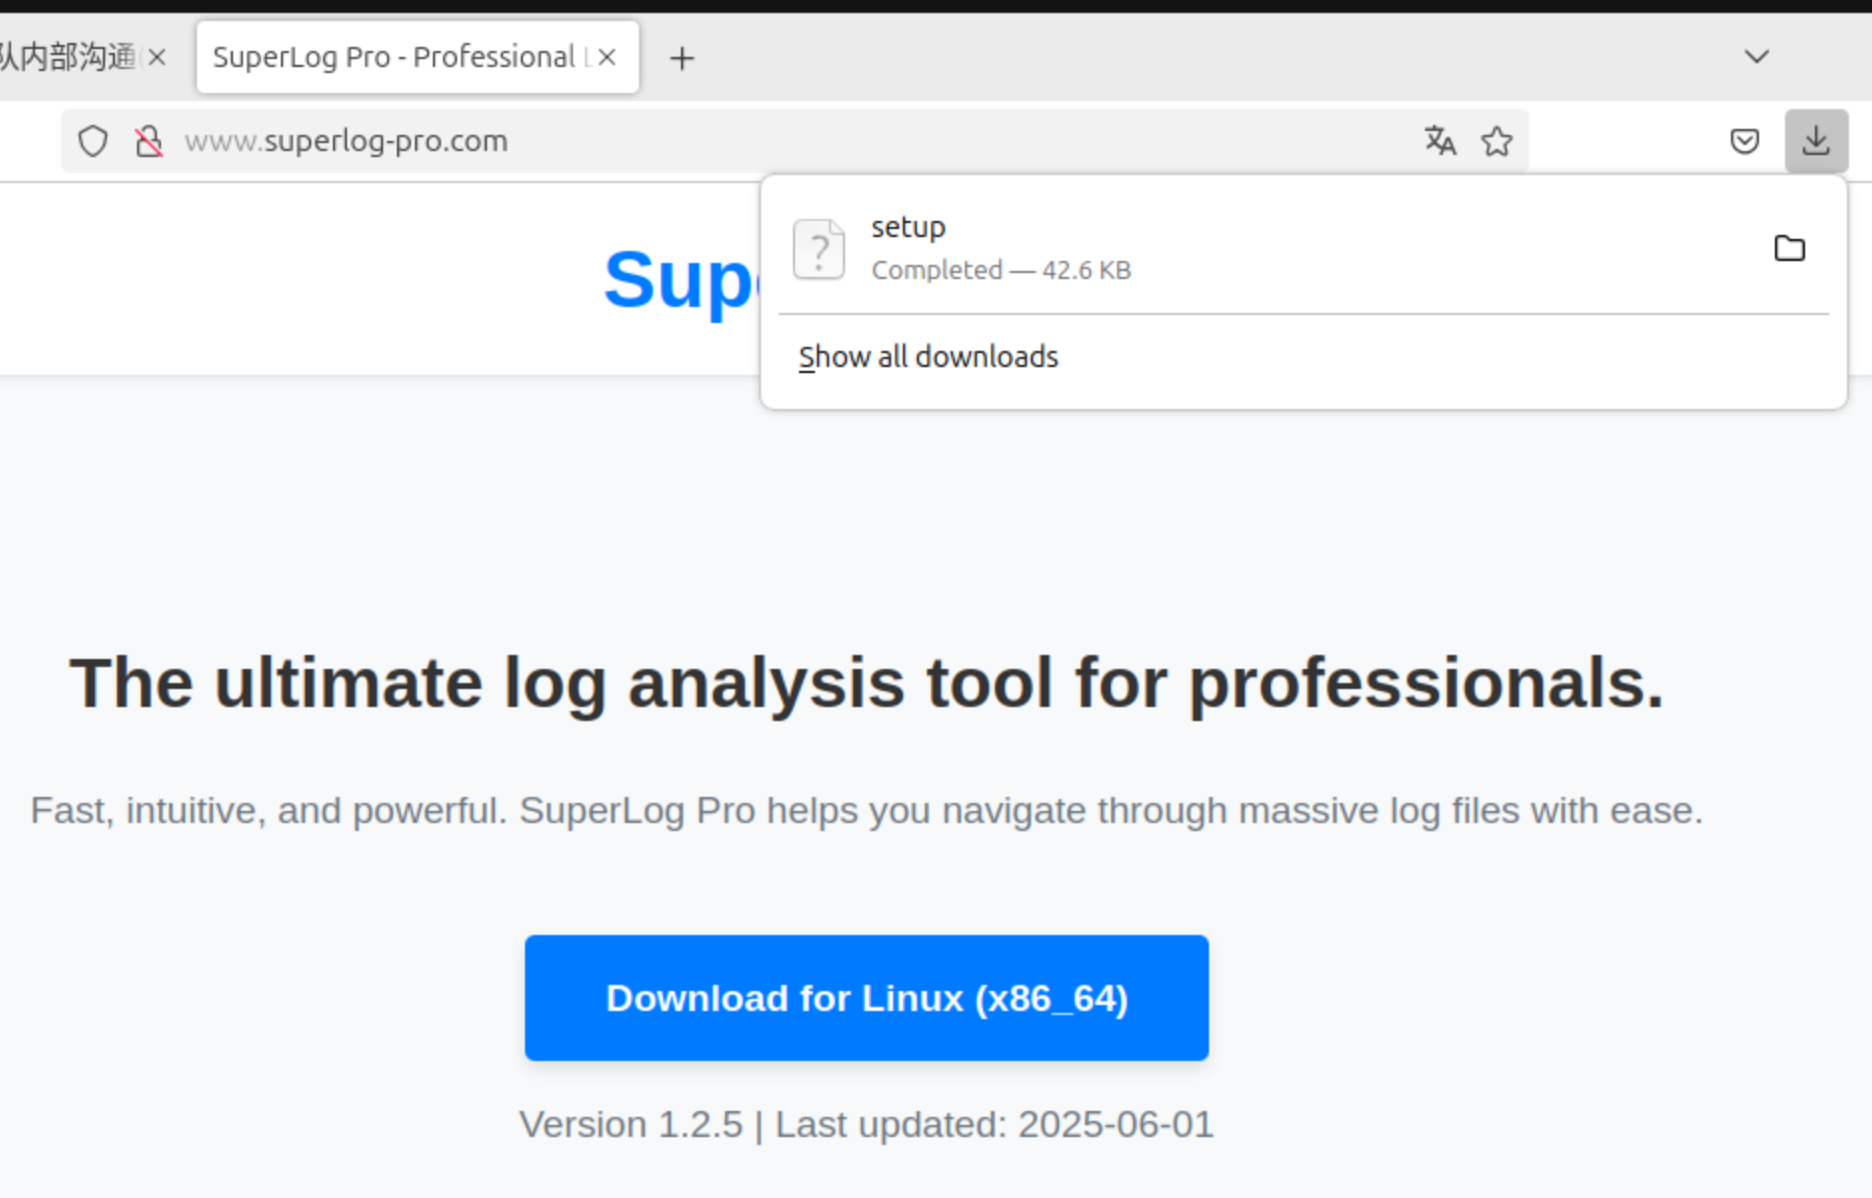 队内部沟通
SuperLog Pro - Professional
www.superlog-pro.com
setup
Completed — 42.6 KB
Show all downloads
Sup
The ultimate log analysis tool for professionals.
Fast, intuitive, and powerful. SuperLog Pro helps you navigate through massive log files with ease.
Download for Linux (x86_64)
Version 1.2.5 | Last updated: 2025-06-01